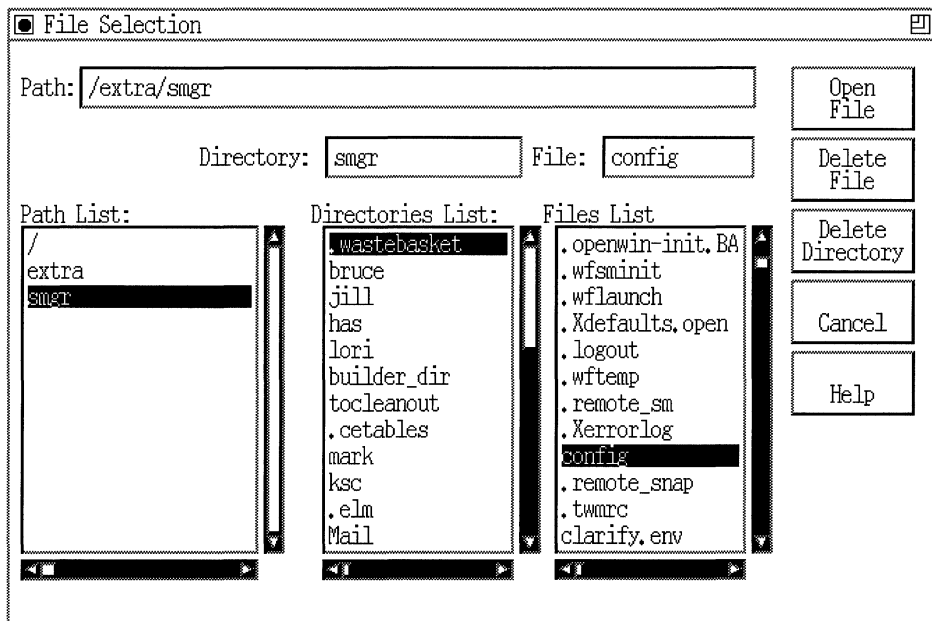 File Selection
Path: /extra/smgr
Open
File
Directory: smgr File: config
Delete
File
Path List:
Directories List:
Files List
Delete
Directory
Cancel
Help
/
extra
smgr
.wastebasket
bruce
jill
has
lori
builder_dir
tocleanout
.cetables
mark
ksc
.elm
Mail
.openwin-init.BA
.wfsminit
.wflaunch
.Xdefaults.open
.logout
.wftemp
.remote_sm
.Xerrorlog
config
.remote_snap
.twmrc
clarify.env